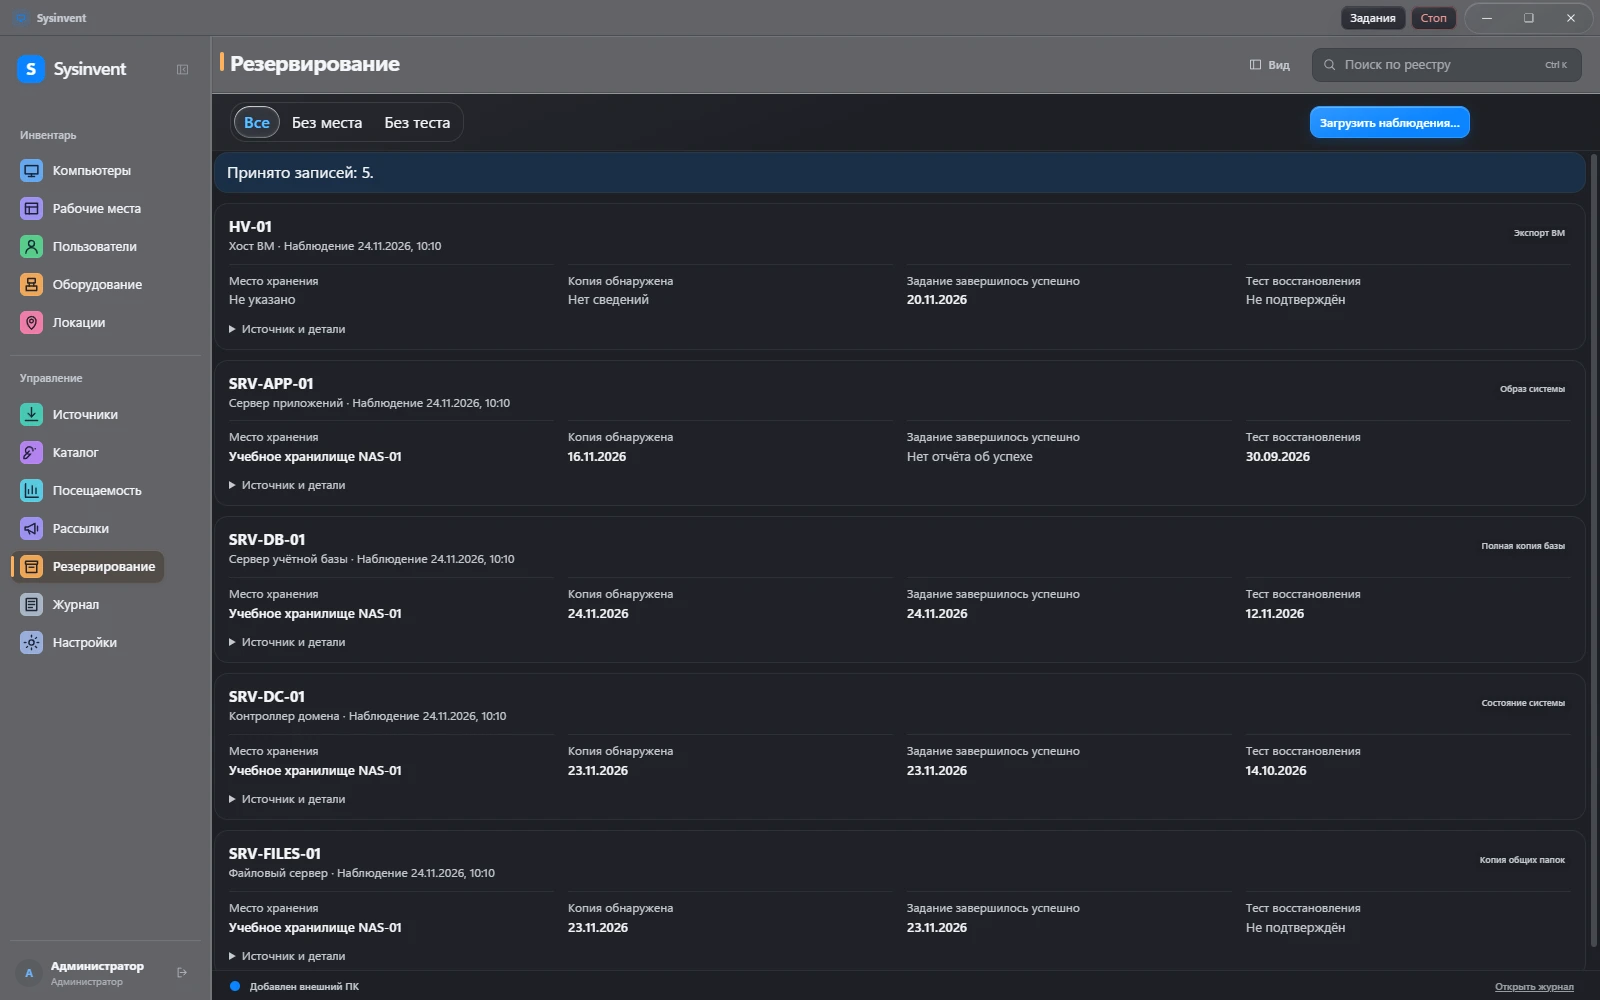 Sysinvent
Задания
Стоп
S Sysinvent
Резервирование
Вид
Поиск по реестру
Ctrl K
Инвентарь
Компьютеры
Рабочие места
Пользователи
Оборудование
Локации
Управление
Источники
Каталог
Посещаемость
Рассылки
Резервирование
Журнал
Настройки
А
Администратор
Администратор
Все
Без места
Без теста
Загрузить наблюдения...
Принято записей: 5.
HV-01
Хост ВМ · Наблюдение 24.11.2026, 10:10
Экспорт ВМ
Место хранения
Не указано
Копия обнаружена
Нет сведений
Задание завершилось успешно
20.11.2026
Тест восстановления
Не подтверждён
Источник и детали
SRV-APP-01
Сервер приложений · Наблюдение 24.11.2026, 10:10
Образ системы
Место хранения
Учебное хранилище NAS-01
Копия обнаружена
16.11.2026
Задание завершилось успешно
Нет отчёта об успехе
Тест восстановления
30.09.2026
Источник и детали
SRV-DB-01
Сервер учётной базы · Наблюдение 24.11.2026, 10:10
Полная копия базы
Место хранения
Учебное хранилище NAS-01
Копия обнаружена
24.11.2026
Задание завершилось успешно
24.11.2026
Тест восстановления
12.11.2026
Источник и детали
SRV-DC-01
Контроллер домена · Наблюдение 24.11.2026, 10:10
Состояние системы
Место хранения
Учебное хранилище NAS-01
Копия обнаружена
23.11.2026
Задание завершилось успешно
23.11.2026
Тест восстановления
14.10.2026
Источник и детали
SRV-FILES-01
Файловый сервер · Наблюдение 24.11.2026, 10:10
Копия общих папок
Место хранения
Учебное хранилище NAS-01
Копия обнаружена
23.11.2026
Задание завершилось успешно
23.11.2026
Тест восстановления
Не подтверждён
Источник и детали
Добавлен внешний ПК
Открыть журнал